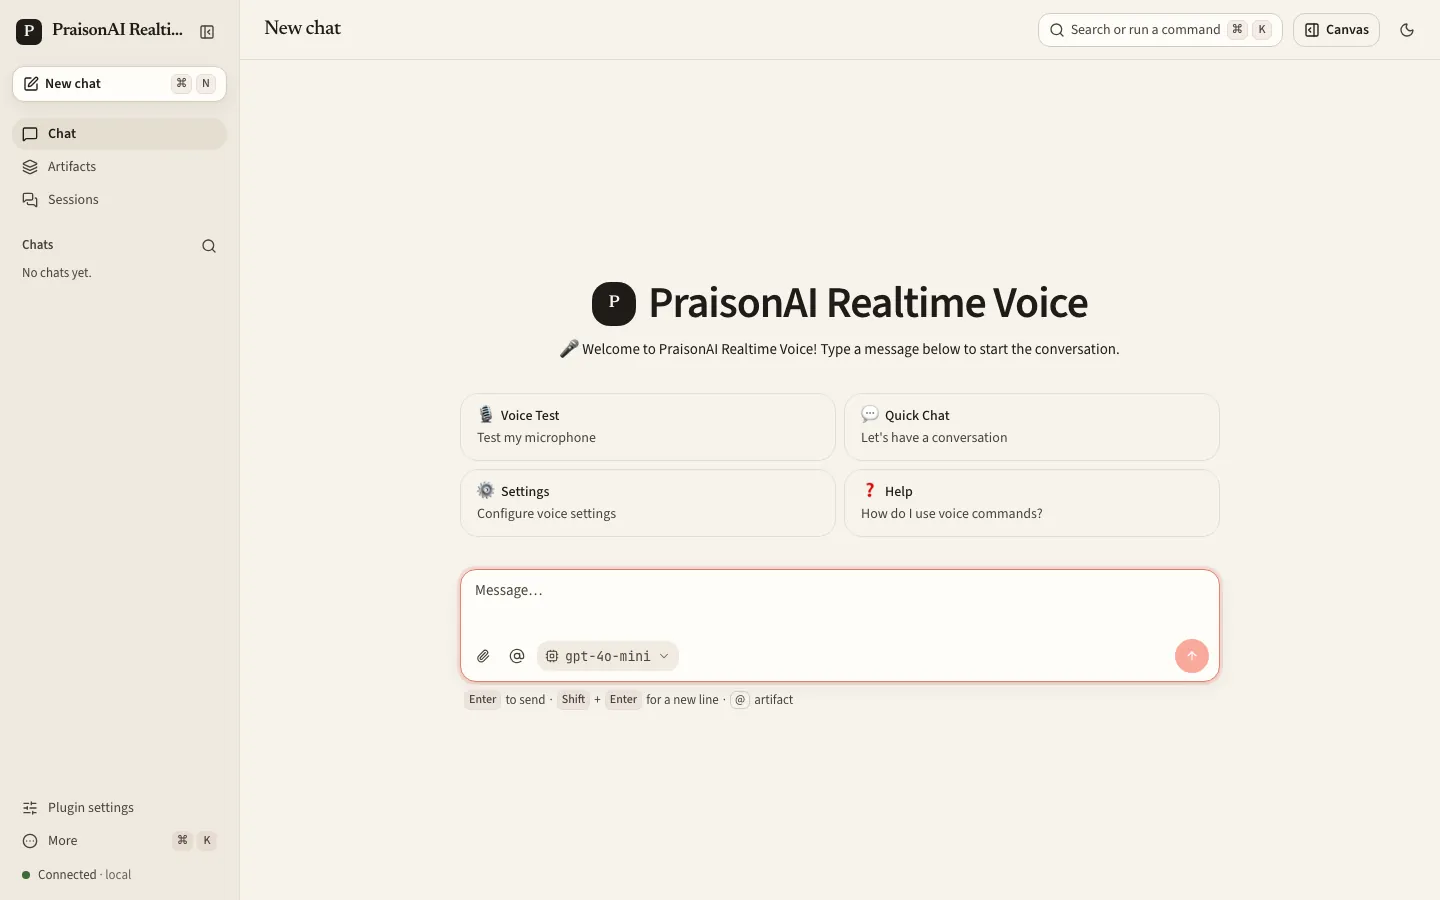 P PraisonAI Realti...
New chat ⌘ N
Chat
Artifacts
Sessions
Chats
No chats yet.
Plugin settings
More ⌘ K
Connected · local
New chat
Search or run a command ⌘ K
Canvas
P PraisonAI Realtime Voice
🎤 Welcome to PraisonAI Realtime Voice! Type a message below to start the conversation.
🎙️ Voice Test
Test my microphone
💬 Quick Chat
Let's have a conversation
⚙️ Settings
Configure voice settings
❓ Help
How do I use voice commands?
Message...
@ gpt-4o-mini
Enter to send · Shift + Enter for a new line · @ artifact